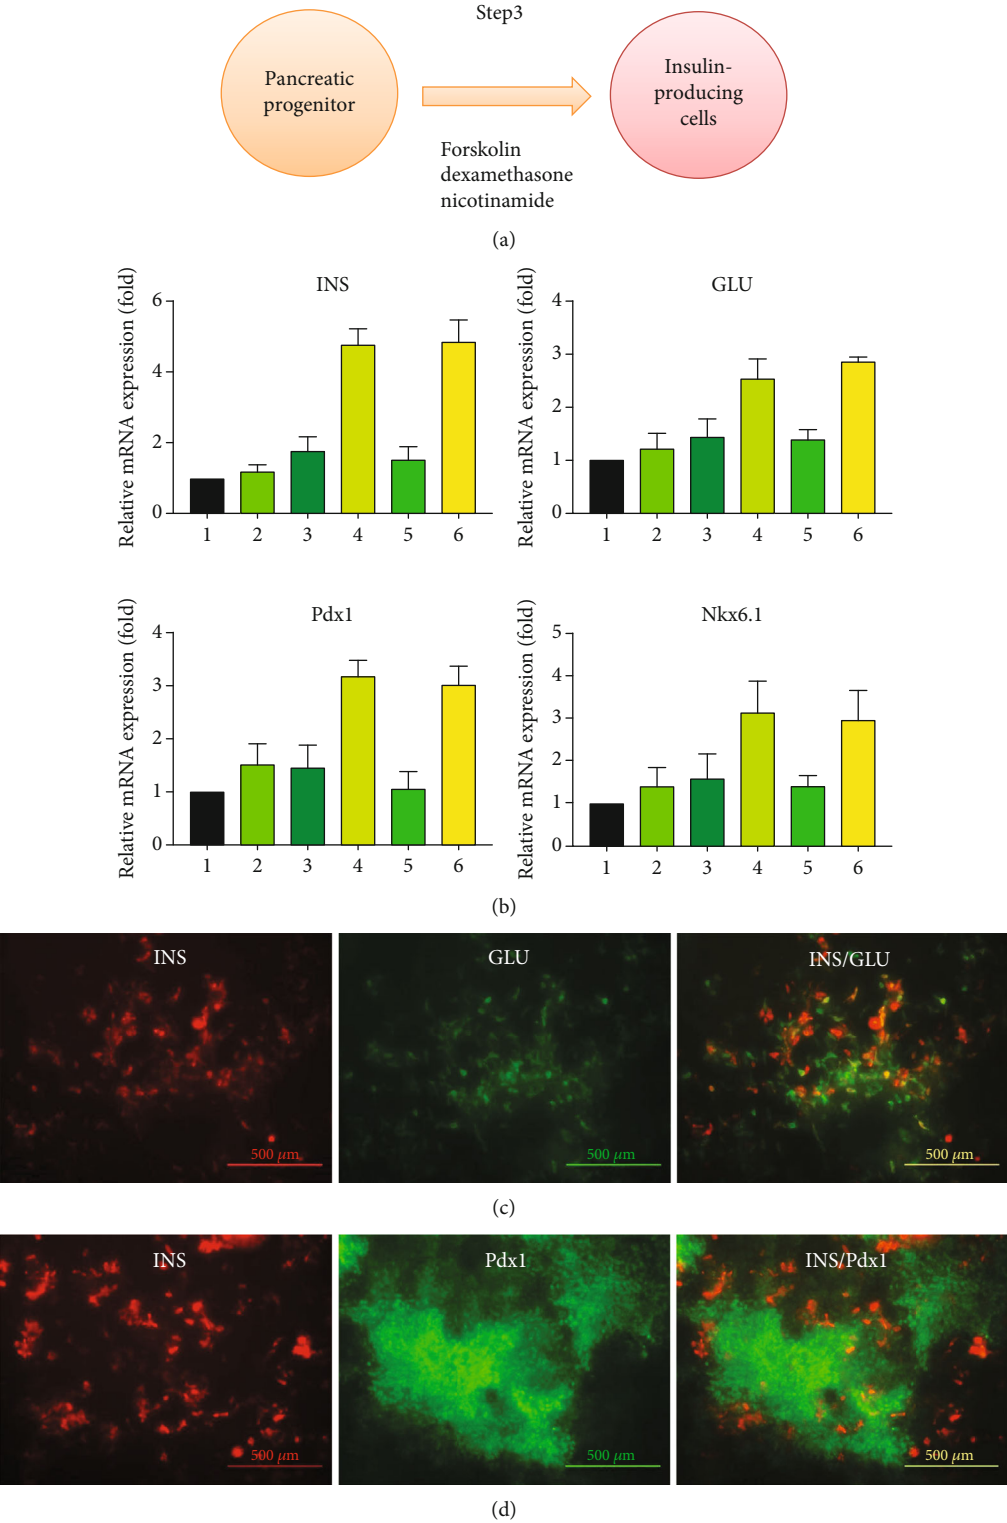 Step3
Pancreatic
progenitor
Insulin-
producing
cells
Forskolin
dexamethasone
nicotinamide
(a)
INS
Relative mRNA expression (fold)
6
4
2
0
1 2 3 4 5 6
GLU
Relative mRNA expression (fold)
4
3
2
1
0
1 2 3 4 5 6
Pdx1
Relative mRNA expression (fold)
4
3
2
1
0
1 2 3 4 5 6
Nkx6.1
Relative mRNA expression (fold)
5
4
3
2
1
0
1 2 3 4 5 6
(b)
INS
500 μm
GLU
500 μm
INS/GLU
500 μm
(c)
INS
500 μm
Pdx1
500 μm
INS/Pdx1
500 μm
(d)